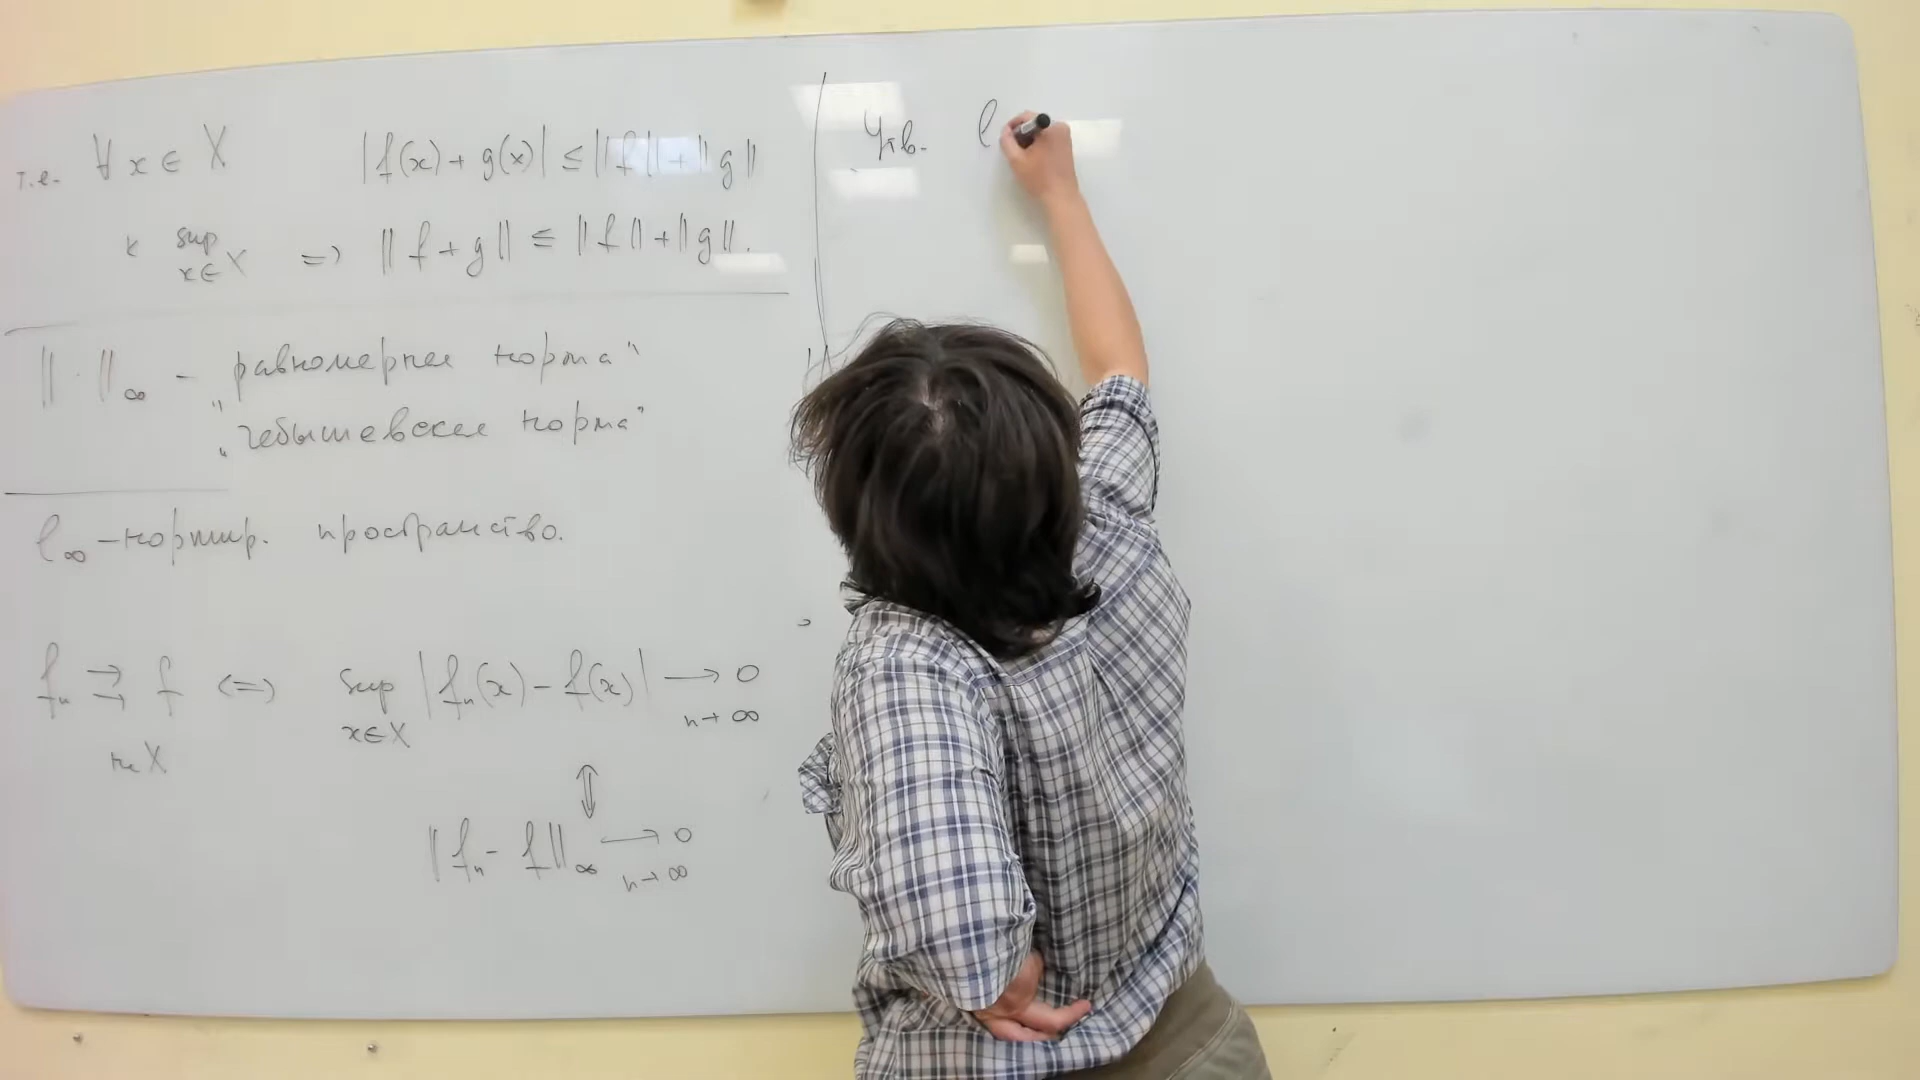 т.е. ∀ x ∈ X |f(x) + g(x)| ≤ ||f|| + ||g||
sup x∈X ⇒ ||f + g|| ≤ ||f|| + ||g||.
|| · ||∞ – „равномерная норма"
„чебышевская норма"
l∞ – нормир. пространство.
fn ⇉ f на X ⇔ sup x∈X |fn(x) – f(x)| → 0 n→∞
⇕
||fn – f||∞ → 0 n→∞
Утв. l